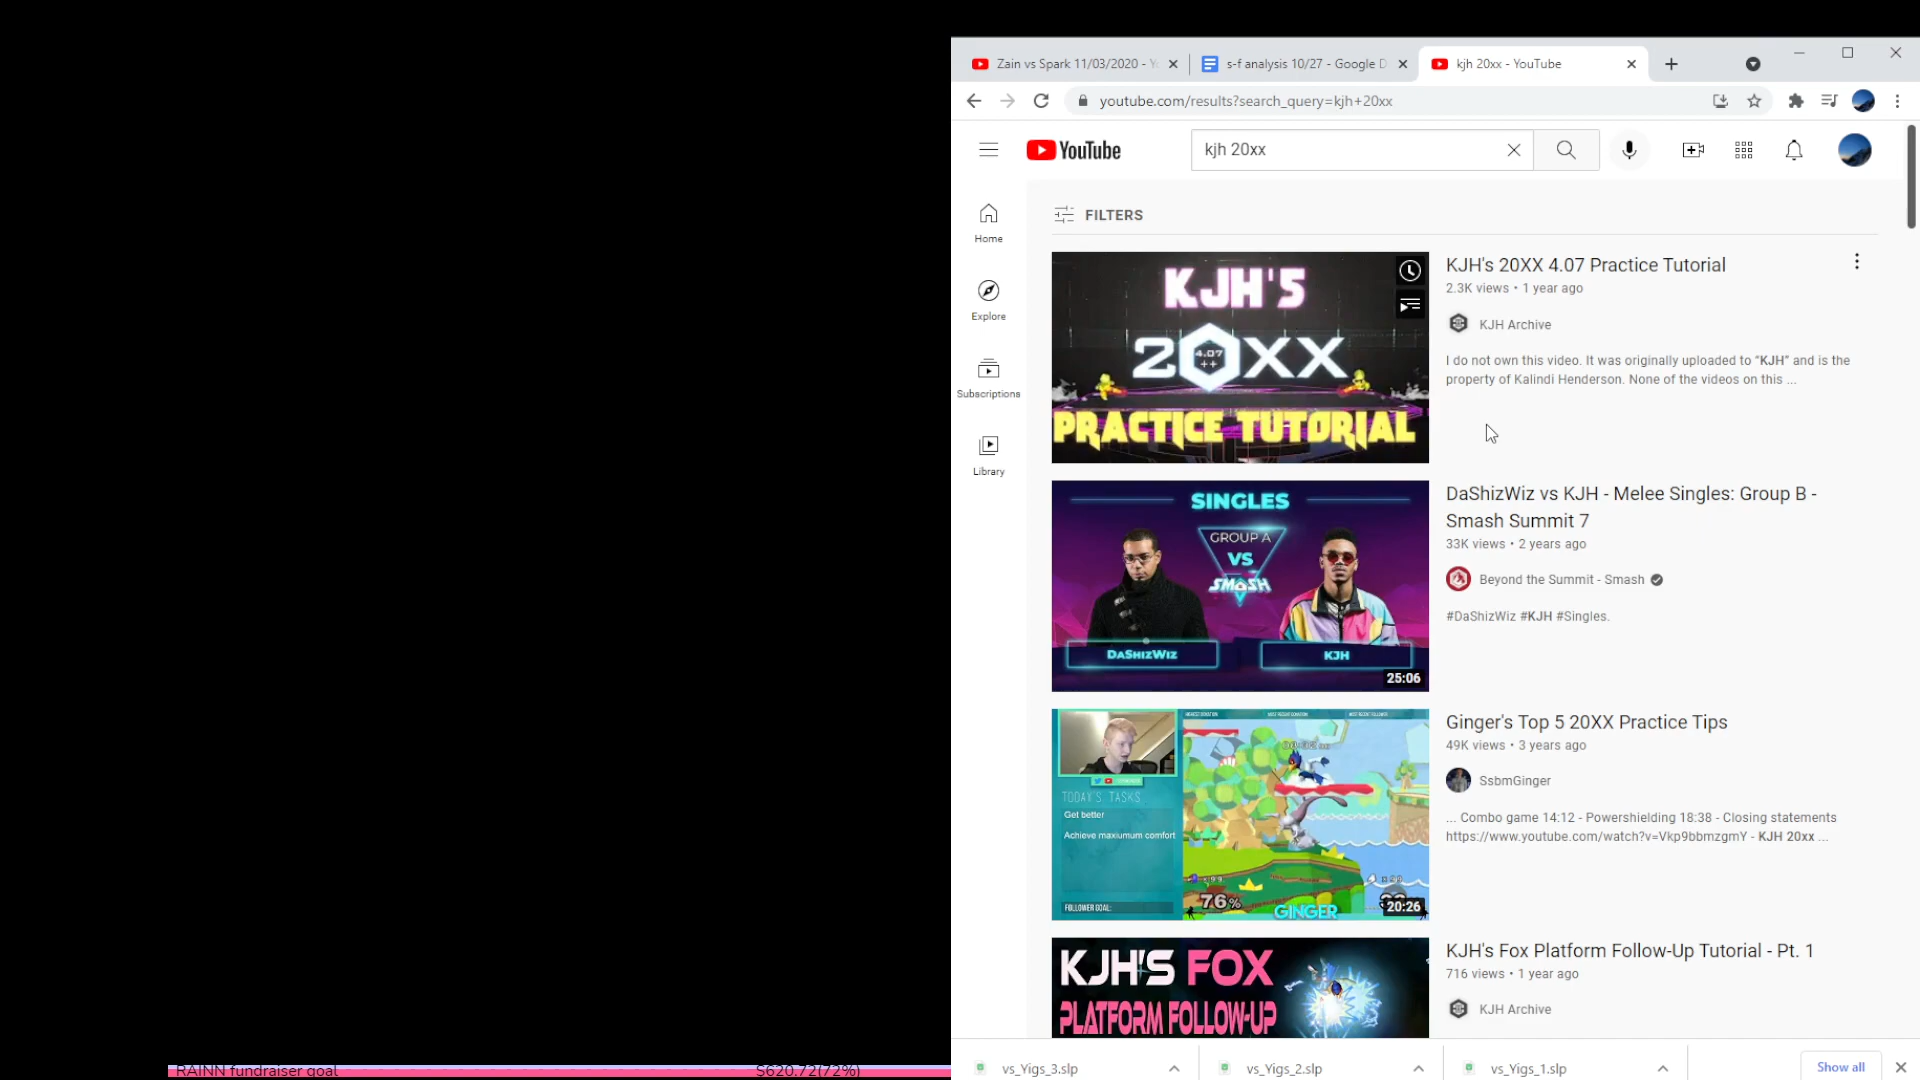 Zain vs Spark 11/03/2020 - Y
s-f analysis 10/27 - Google D
kjh 20xx - YouTube
youtube.com/results?search_query=kjh+20xx
YouTube
kjh 20xx
FILTERS
Home
Explore
Subscriptions
Library
KJH'S
20XX
4.07
++
PRACTICE TUTORIAL
KJH's 20XX 4.07 Practice Tutorial
2.3K views • 1 year ago
KJH Archive
I do not own this video. It was originally uploaded to “KJH” and is the
property of Kalindi Henderson. None of the videos on this ...
SINGLES
GROUP A
VS
SMASH
DASHIZWIZ
KJH
25:06
DaShizWiz vs KJH - Melee Singles: Group B -
Smash Summit 7
33K views • 2 years ago
Beyond the Summit - Smash
#DaShizWiz #KJH #Singles.
TODAY'S TASKS
Get better
Achieve maxiumum comfort
FOLLOWER GOAL:
76%
GINGER
20:26
Ginger's Top 5 20XX Practice Tips
49K views • 3 years ago
SsbmGinger
... Combo game 14:12 - Powershielding 18:38 - Closing statements
https://www.youtube.com/watch?v=Vkp9bbmzgmY - KJH 20xx ...
KJH'S FOX
PLATFORM FOLLOW-UP
KJH's Fox Platform Follow-Up Tutorial - Pt. 1
716 views • 1 year ago
KJH Archive
vs_Yigs_3.slp
vs_Yigs_2.slp
vs_Yigs_1.slp
Show all
RAINN fundraiser goal
$620.72(72%)